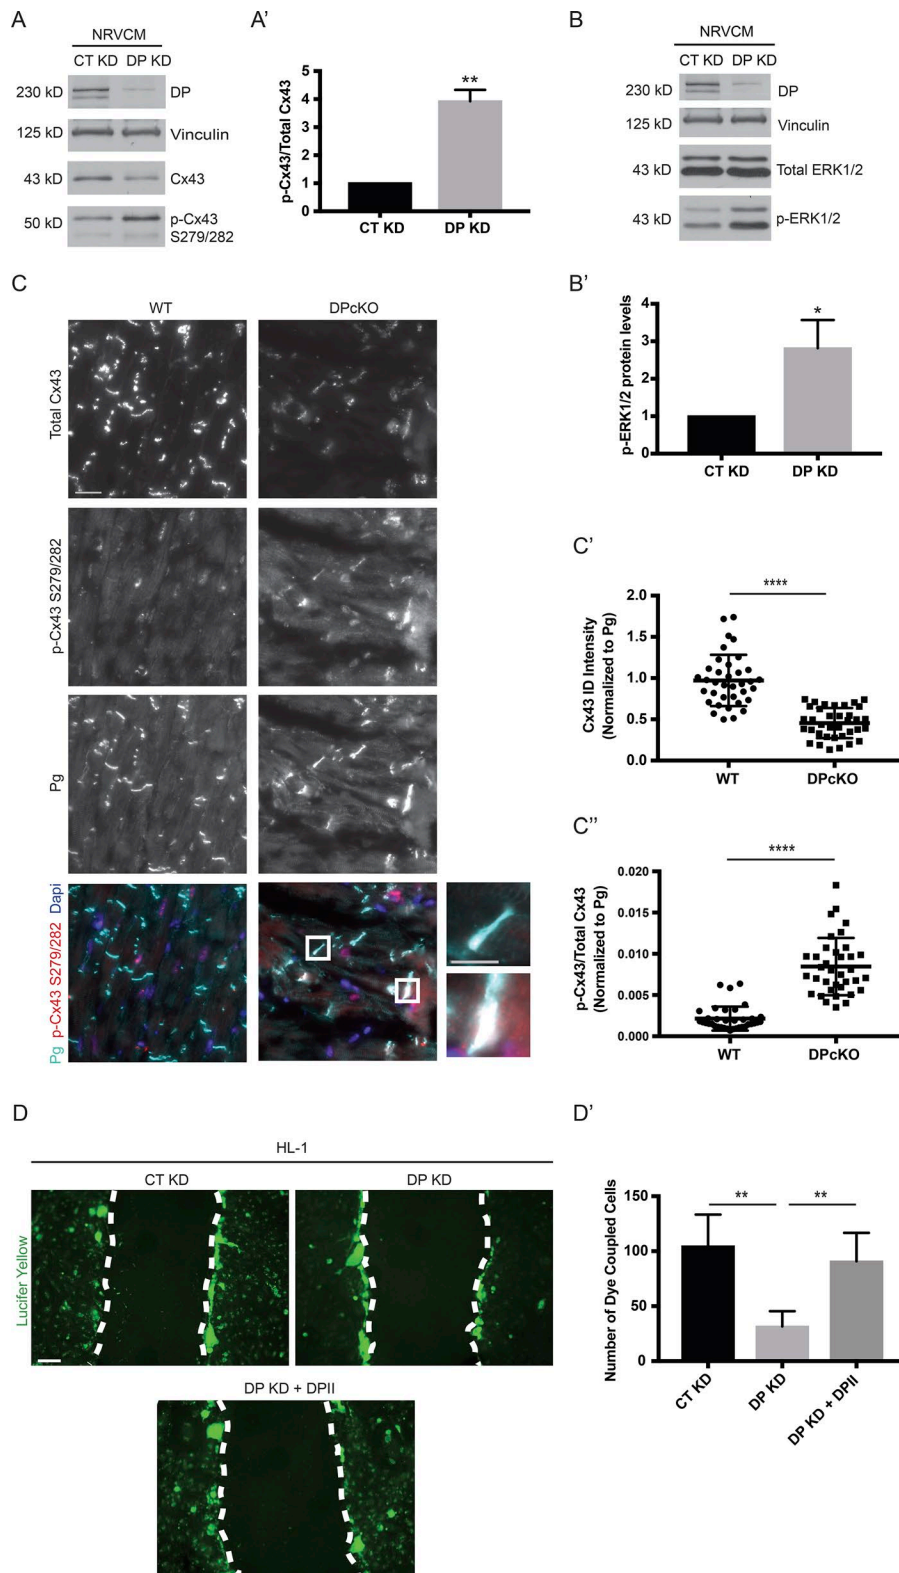 A
NRVCM
CT KD DP KD
230 kD
DP
125 kD
Vinculin
43 kD
Cx43
50 kD
p-Cx43
S279/282
A'
p-Cx43/Total Cx43
5
4
3
2
1
0
**
CT KD
DP KD
B
NRVCM
CT KD DP KD
230 kD
DP
125 kD
Vinculin
43 kD
Total ERK1/2
43 kD
p-ERK1/2
B'
p-ERK1/2 protein levels
4
3
2
1
0
*
CT KD
DP KD
C
WT
DPcKO
Total Cx43
p-Cx43 S279/282
Pg
Pg p-Cx43 S279/282 Dapi
C'
Cx43 ID Intensity
(Normalized to Pg)
2.0
1.5
1.0
0.5
0.0
****
WT
DPcKO
C''
p-Cx43/Total Cx43
(Normalized to Pg)
0.020
0.015
0.010
0.005
0.000
****
WT
DPcKO
D
HL-1
CT KD
DP KD
Lucifer Yellow
DP KD + DPII
D'
Number of Dye Coupled Cells
150
100
50
0
**
**
CT KD
DP KD
DP KD + DPII